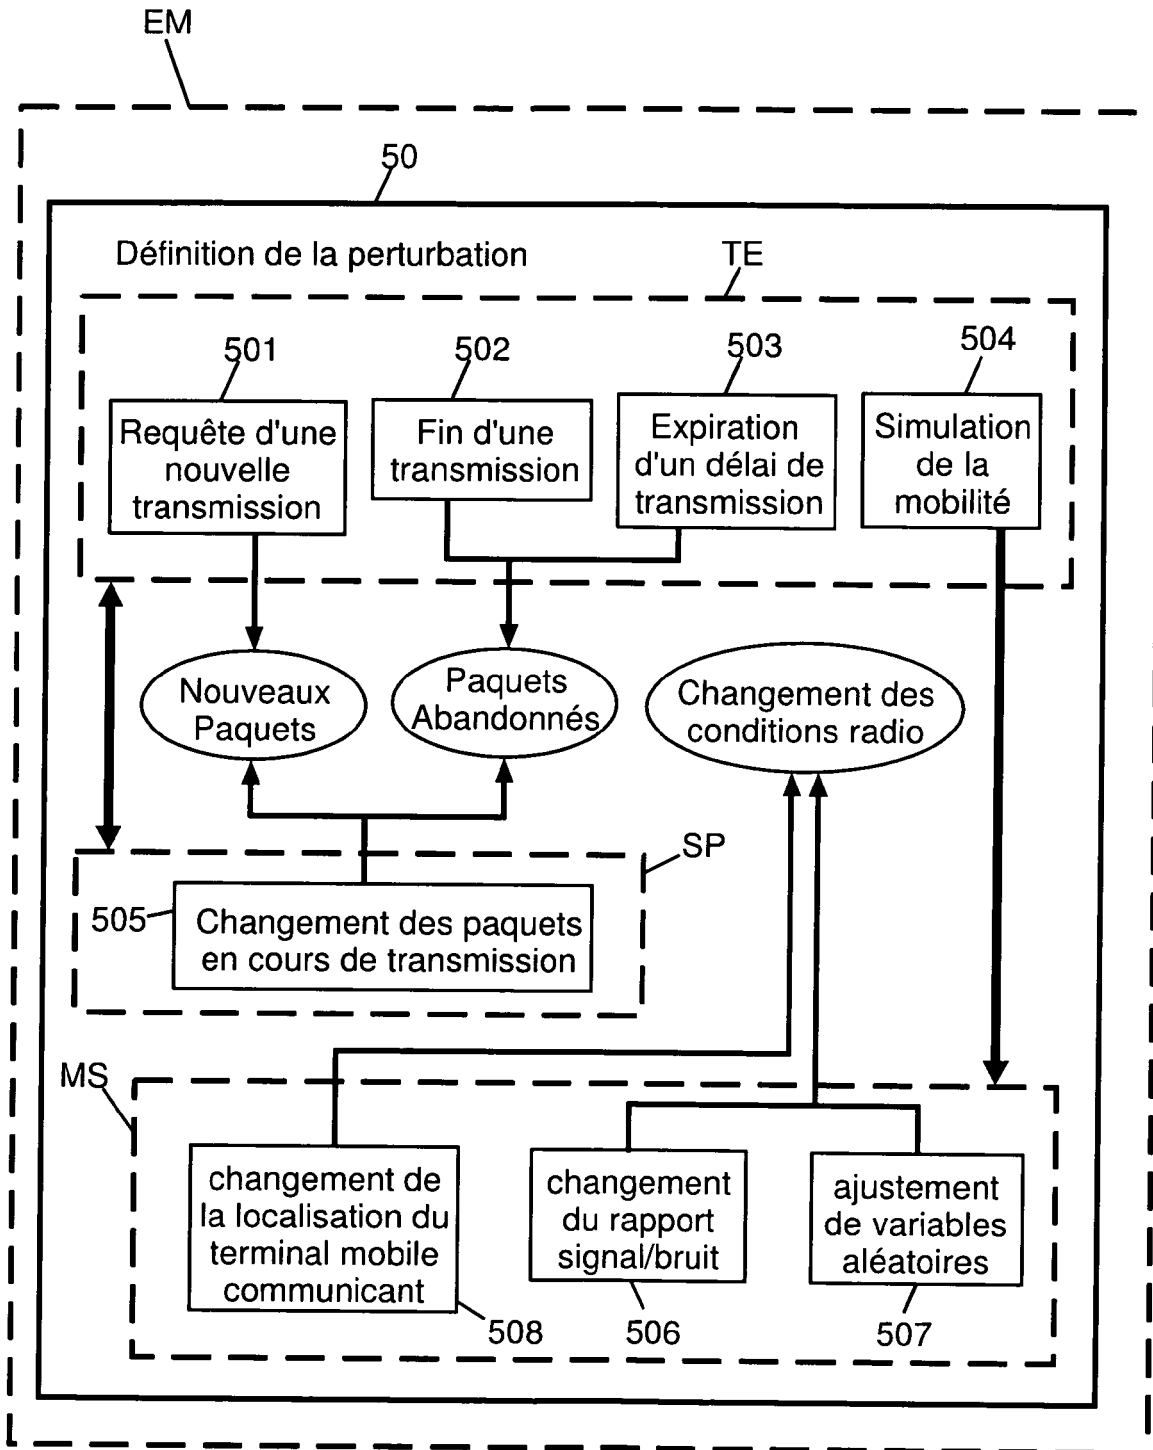 EM
50
Définition de la perturbation
TE
501
502
503
504
Requête d'une
nouvelle
transmission
Fin d'une
transmission
Expiration
d'un délai de
transmission
Simulation
de la
mobilité
Nouveaux
Paquets
Paquets
Abandonnés
Changement des
conditions radio
SP
505
Changement des paquets
en cours de transmission
MS
changement de
la localisation du
terminal mobile
communicant
changement
du rapport
signal/bruit
ajustement
de variables
aléatoires
508
506
507